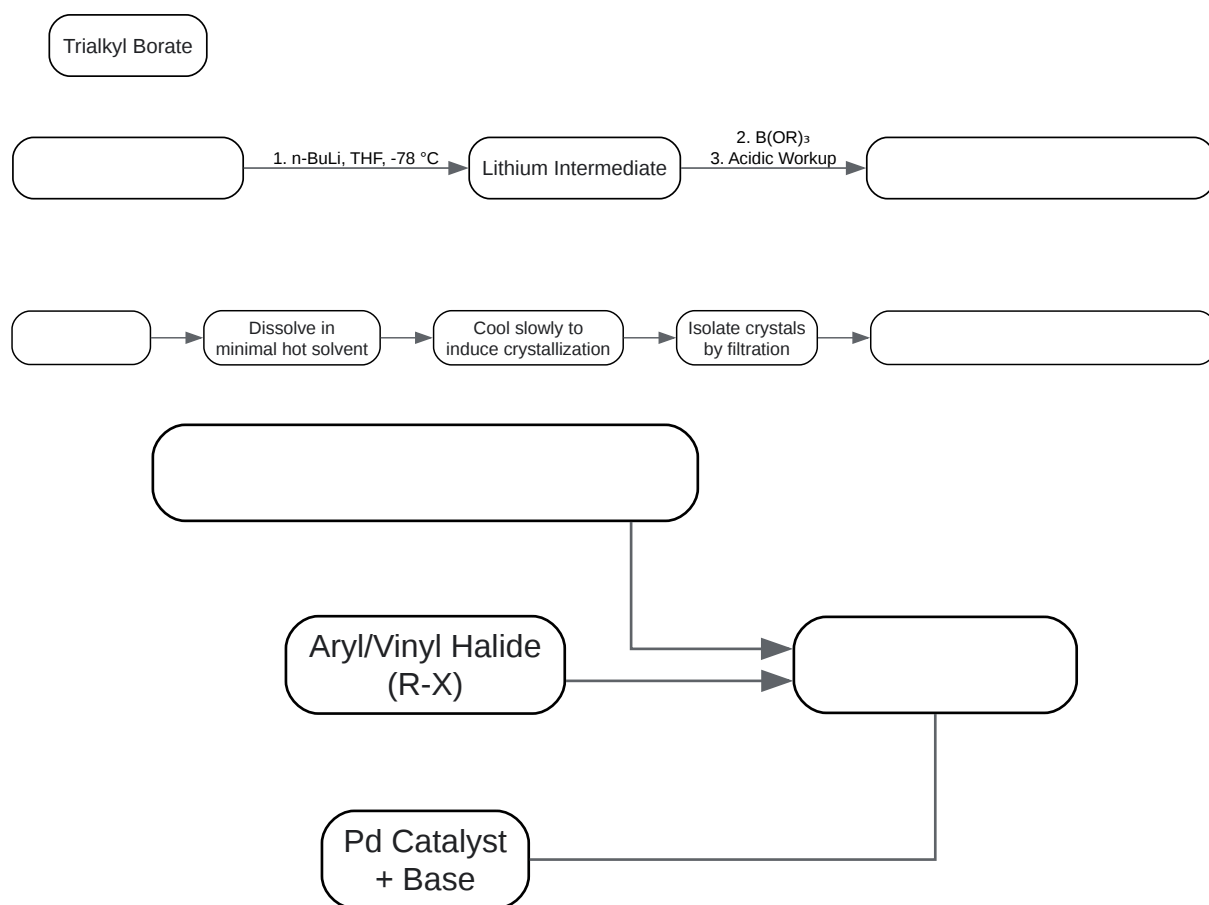 Trialkyl Borate
1. n-BuLi, THF, -78 °C
Lithium Intermediate
2. B(OR)₃
3. Acidic Workup
Dissolve in
minimal hot solvent
Cool slowly to
induce crystallization
Isolate crystals
by filtration
Aryl/Vinyl Halide
(R-X)
Pd Catalyst
+ Base